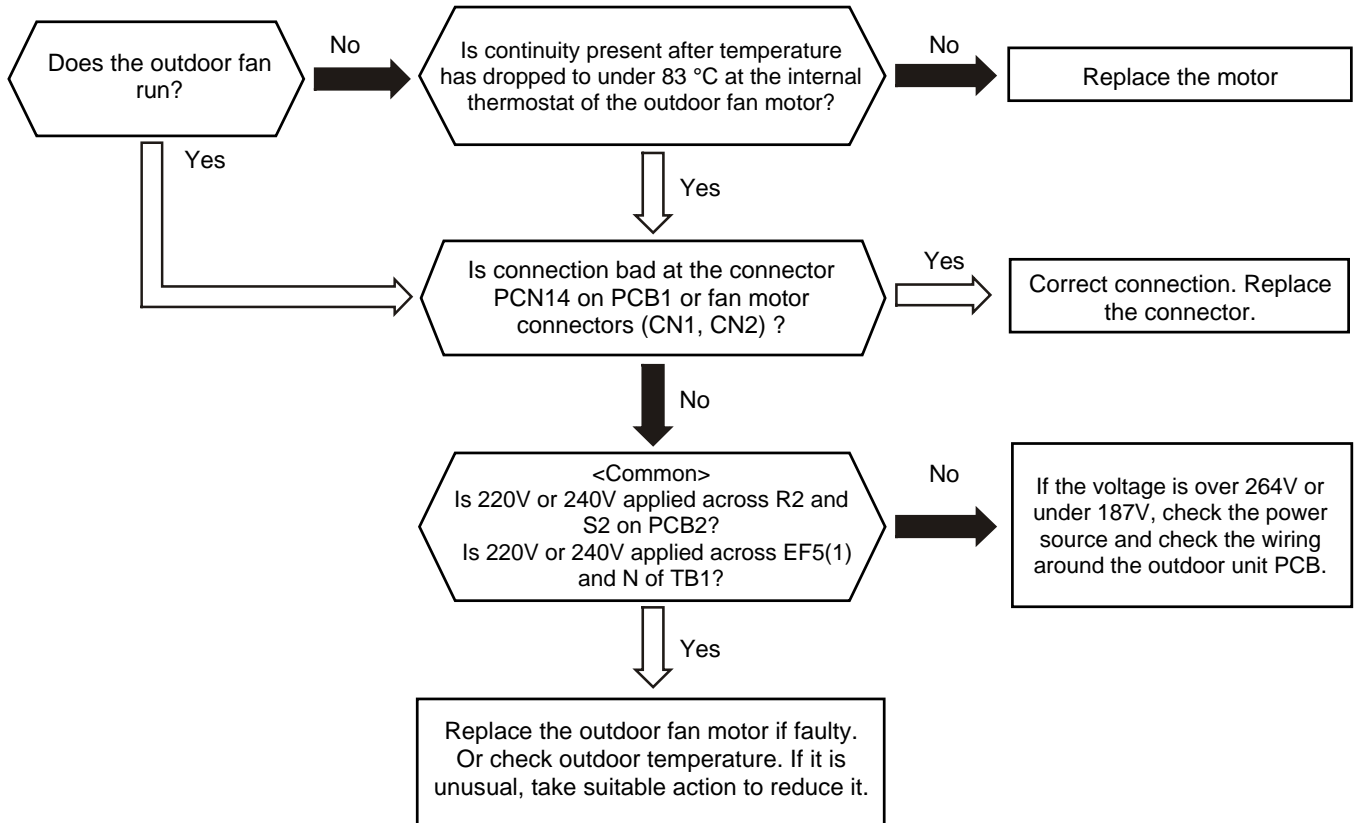 Does the outdoor fan
run?
No
Is continuity present after temperature
has dropped to under 83 °C at the internal
thermostat of the outdoor fan motor?
No
Replace the motor
Yes
Yes
Is connection bad at the connector
PCN14 on PCB1 or fan motor
connectors (CN1, CN2) ?
Yes
Correct connection. Replace
the connector.
No
<Common>
Is 220V or 240V applied across R2 and
S2 on PCB2?
Is 220V or 240V applied across EF5(1)
and N of TB1?
No
If the voltage is over 264V or
under 187V, check the power
source and check the wiring
around the outdoor unit PCB.
Yes
Replace the outdoor fan motor if faulty.
Or check outdoor temperature. If it is
unusual, take suitable action to reduce it.